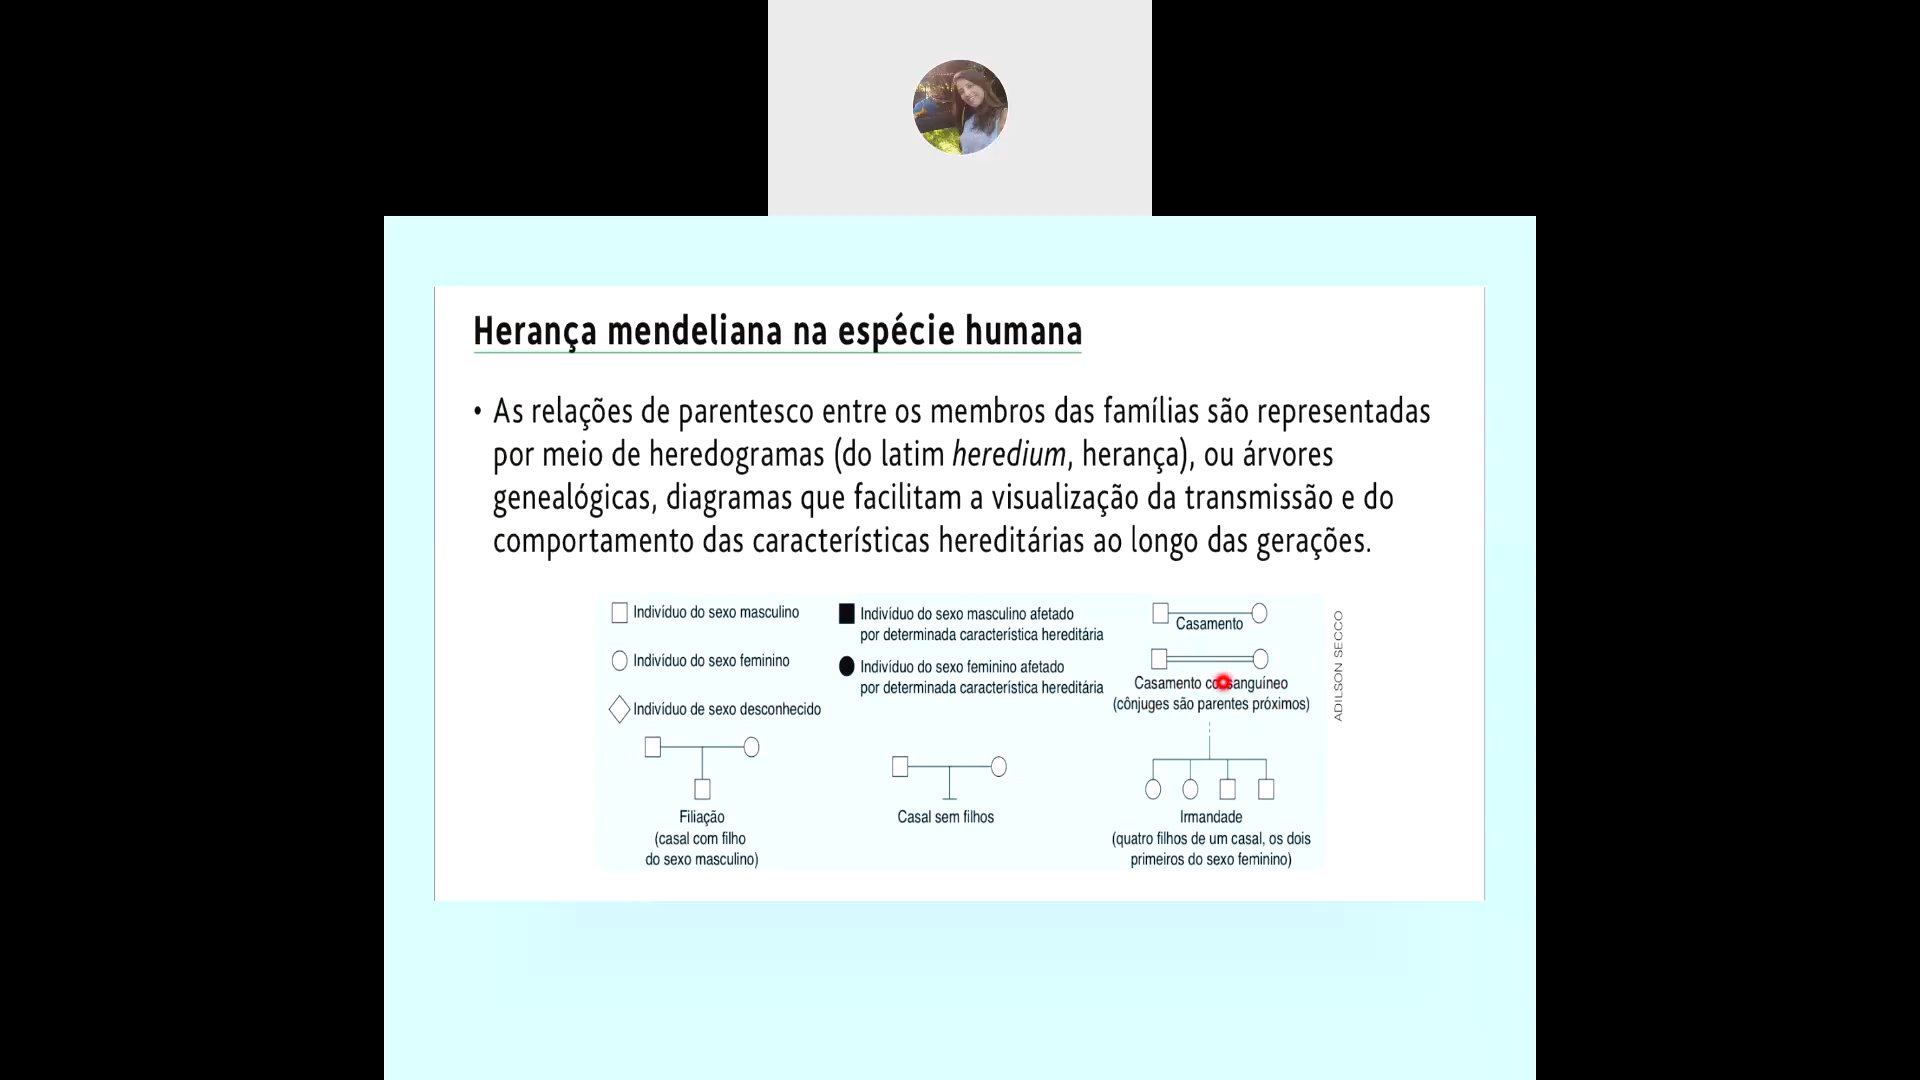 Herança mendeliana na espécie humana
• As relações de parentesco entre os membros das famílias são representadas
por meio de heredogramas (do latim heredium, herança), ou árvores
genealógicas, diagramas que facilitam a visualização da transmissão e do
comportamento das características hereditárias ao longo das gerações.
Indivíduo do sexo masculino
Indivíduo do sexo feminino
Indivíduo de sexo desconhecido
Indivíduo do sexo masculino afetado
por determinada característica hereditária
Indivíduo do sexo feminino afetado
por determinada característica hereditária
Casamento
Casamento consanguíneo
(cônjuges são parentes próximos)
Filiação
(casal com filho
do sexo masculino)
Casal sem filhos
Irmandade
(quatro filhos de um casal, os dois
primeiros do sexo feminino)
ADILSON SECCO